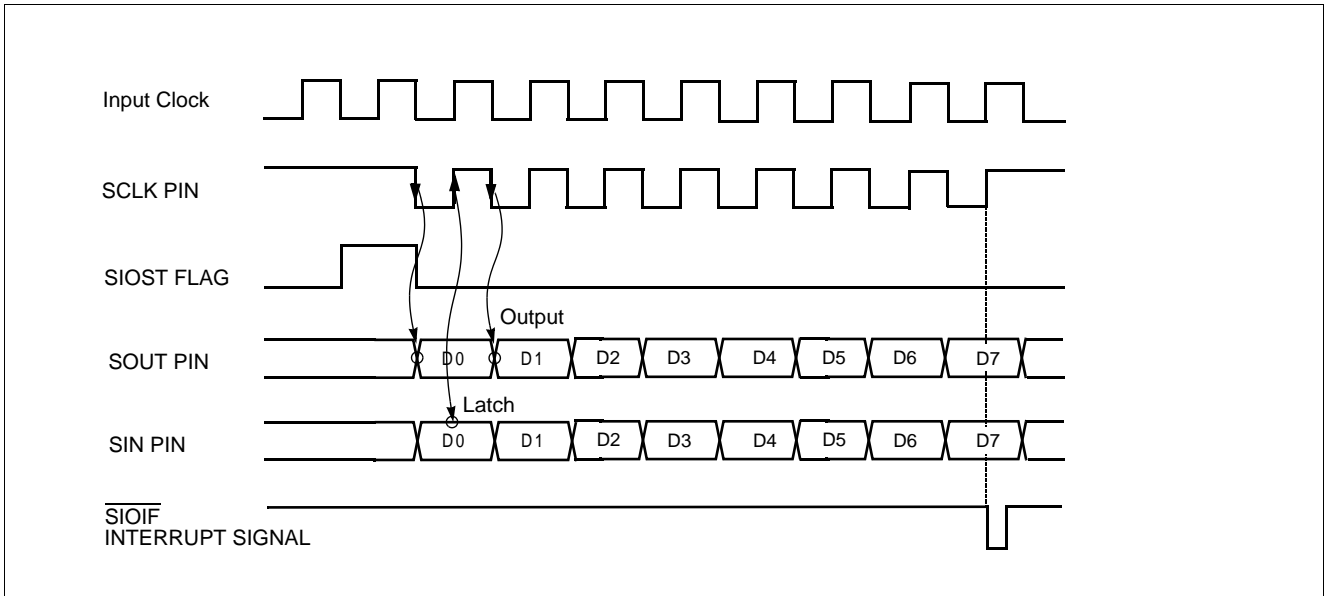 Input Clock
SCLK PIN
SIOST FLAG
Output
SOUT PIN
D0 D1 D2 D3 D4 D5 D6 D7
Latch
SIN PIN
D0 D1 D2 D3 D4 D5 D6 D7
SIOIF
INTERRUPT SIGNAL